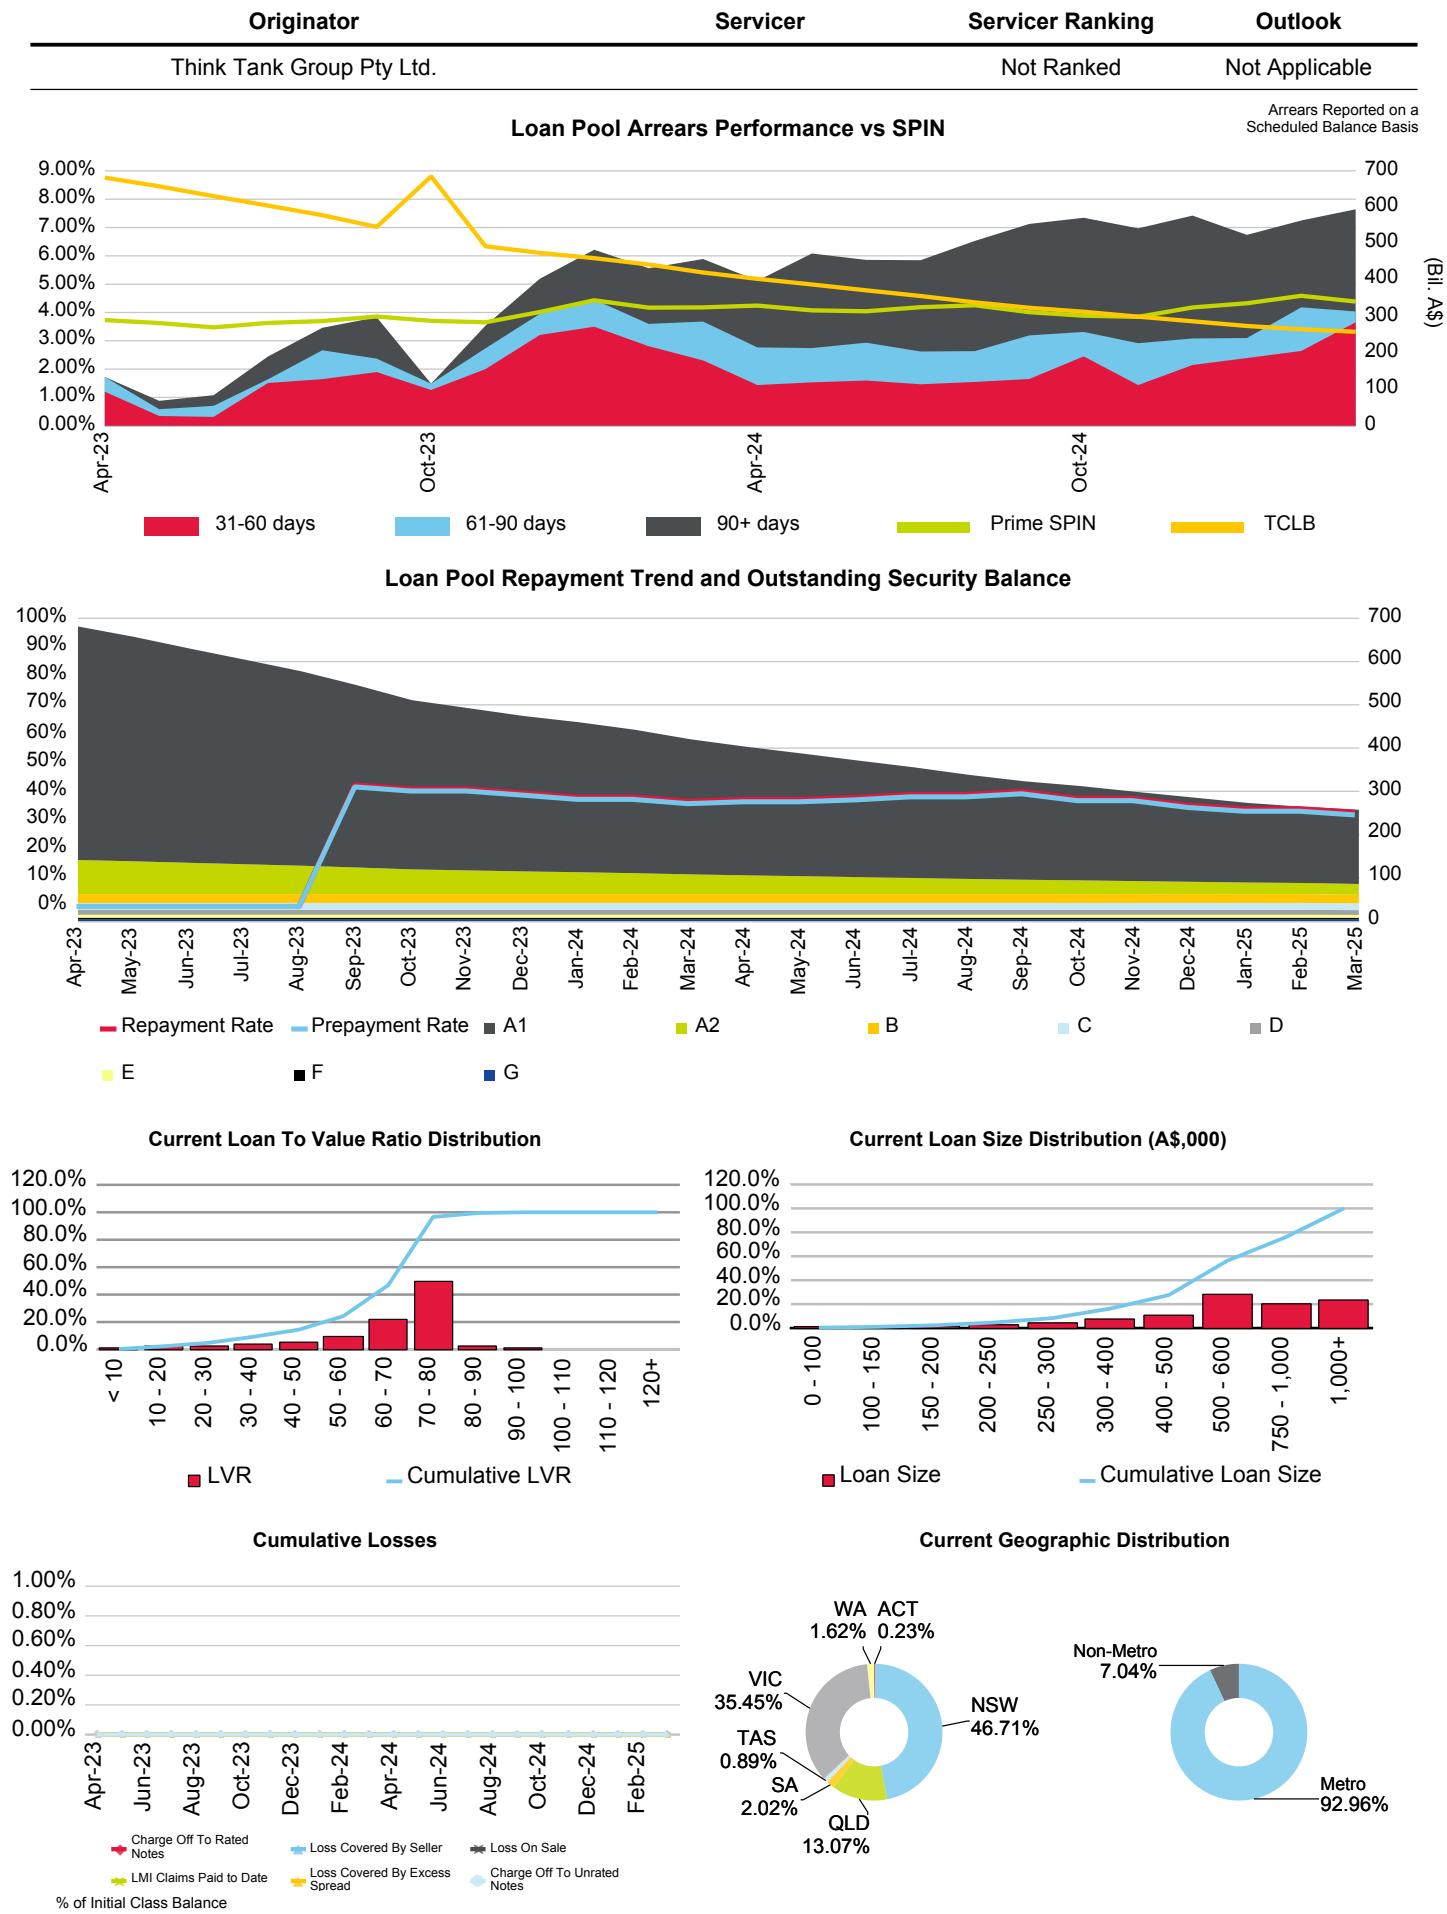 Originator Servicer Servicer Ranking Outlook
Think Tank Group Pty Ltd. Not Ranked Not Applicable
Arrears Reported on a
Scheduled Balance Basis
Loan Pool Arrears Performance vs SPIN
9.00%
8.00%
7.00%
6.00%
5.00%
4.00%
3.00%
2.00%
1.00%
0.00%
700
600
500
400
300
200
100
0
(Bil. A$)
Apr-23 Oct-23 Apr-24 Oct-24
31-60 days 61-90 days 90+ days Prime SPIN TCLB
Loan Pool Repayment Trend and Outstanding Security Balance
100%
90%
80%
70%
60%
50%
40%
30%
20%
10%
0%
700
600
500
400
300
200
100
0
Apr-23 May-23 Jun-23 Jul-23 Aug-23 Sep-23 Oct-23 Nov-23 Dec-23 Jan-24 Feb-24 Mar-24 Apr-24 May-24 Jun-24 Jul-24 Aug-24 Sep-24 Oct-24 Nov-24 Dec-24 Jan-25 Feb-25 Mar-25
Repayment Rate Prepayment Rate A1 A2 B C D
E F G
Current Loan To Value Ratio Distribution
120.0%
100.0%
80.0%
60.0%
40.0%
20.0%
0.0%
< 10 10 - 20 20 - 30 30 - 40 40 - 50 50 - 60 60 - 70 70 - 80 80 - 90 90 - 100 100 - 110 110 - 120 120+
LVR Cumulative LVR
Current Loan Size Distribution (A$,000)
120.0%
100.0%
80.0%
60.0%
40.0%
20.0%
0.0%
0 - 100 100 - 150 150 - 200 200 - 250 250 - 300 300 - 400 400 - 500 500 - 600 750 - 1,000 1,000+
Loan Size Cumulative Loan Size
Cumulative Losses
1.00%
0.80%
0.60%
0.40%
0.20%
0.00%
Apr-23 Jun-23 Aug-23 Oct-23 Dec-23 Feb-24 Apr-24 Jun-24 Aug-24 Oct-24 Dec-24 Feb-25
Charge Off To Rated
Notes
Loss Covered By Seller
Loss On Sale
LMI Claims Paid to Date
Loss Covered By Excess
Spread
Charge Off To Unrated
Notes
% of Initial Class Balance
Current Geographic Distribution
WA
1.62%
ACT
0.23%
VIC
35.45%
NSW
46.71%
TAS
0.89%
SA
2.02%
QLD
13.07%
Non-Metro
7.04%
Metro
92.96%